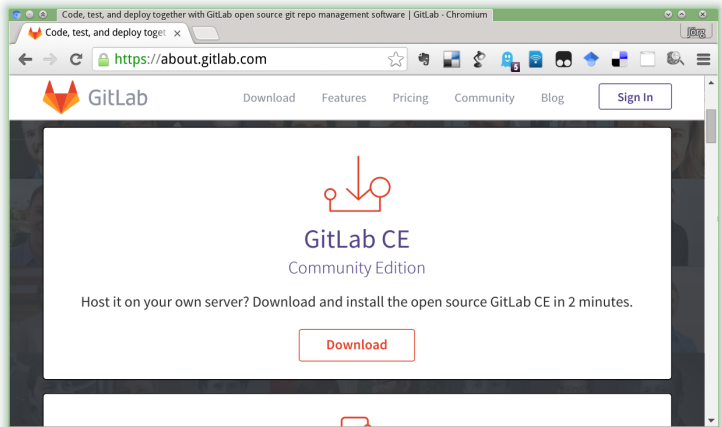 Code, test, and deploy together with GitLab open source git repo management software | GitLab - Chromium
Code, test, and deploy toget
Jörg
https://about.gitlab.com
5
GitLab
Download
Features
Pricing
Community
Blog
Sign In
GitLab CE
Community Edition
Host it on your own server? Download and install the open source GitLab CE in 2 minutes.
Download